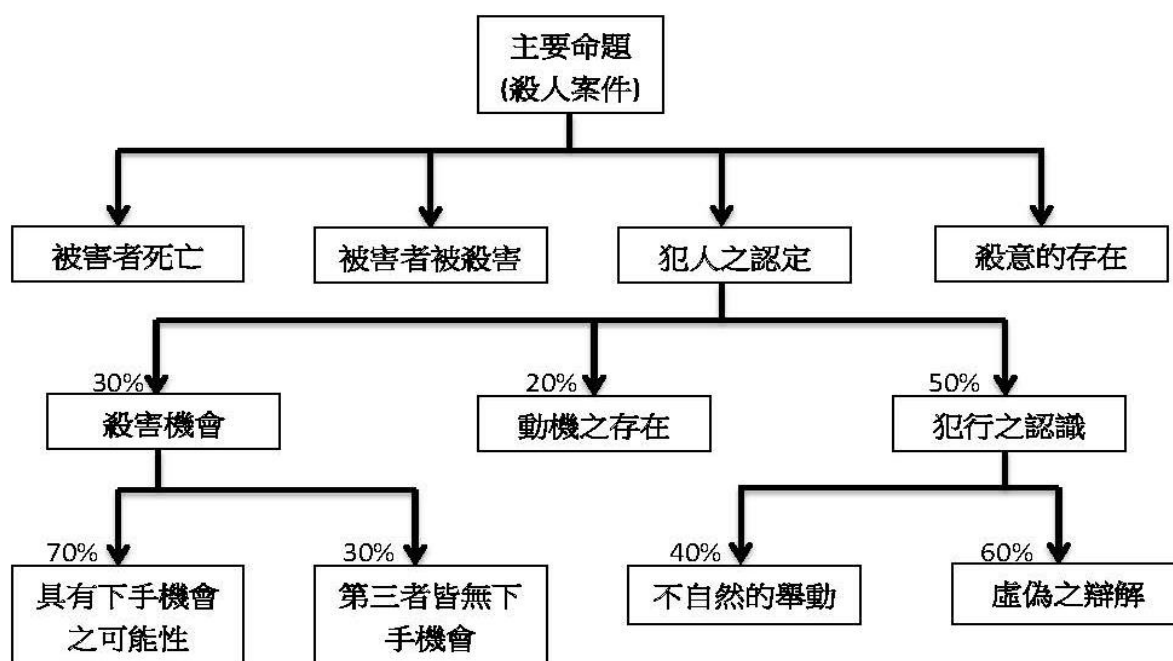 主要命題
(殺人案件)
被害者死亡
被害者被殺害
犯人之認定
殺意的存在
30%
20%
50%
殺害機會
動機之存在
犯行之認識
70%
30%
40%
60%
具有下手機會
之可能性
第三者皆無下
手機會
不自然的舉動
虛偽之辯解